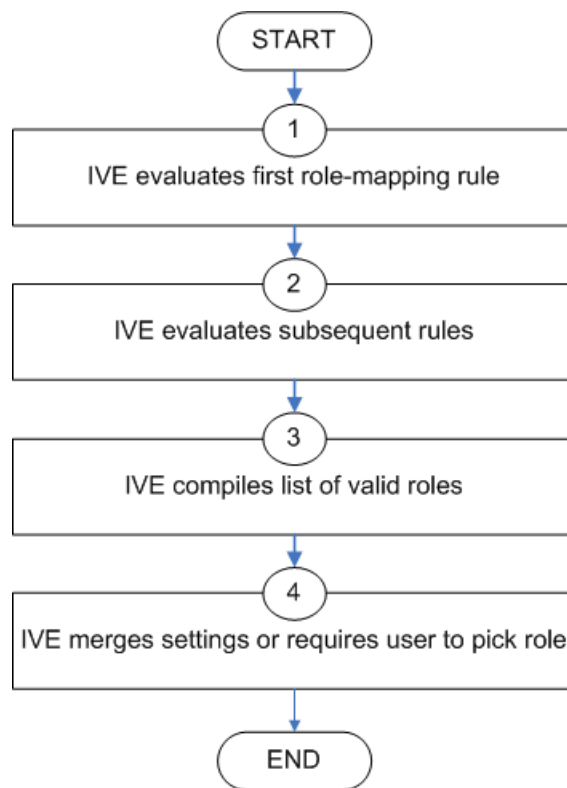 START
1
IVE evaluates first role-mapping rule
2
IVE evaluates subsequent rules
3
IVE compiles list of valid roles
4
IVE merges settings or requires user to pick role
END